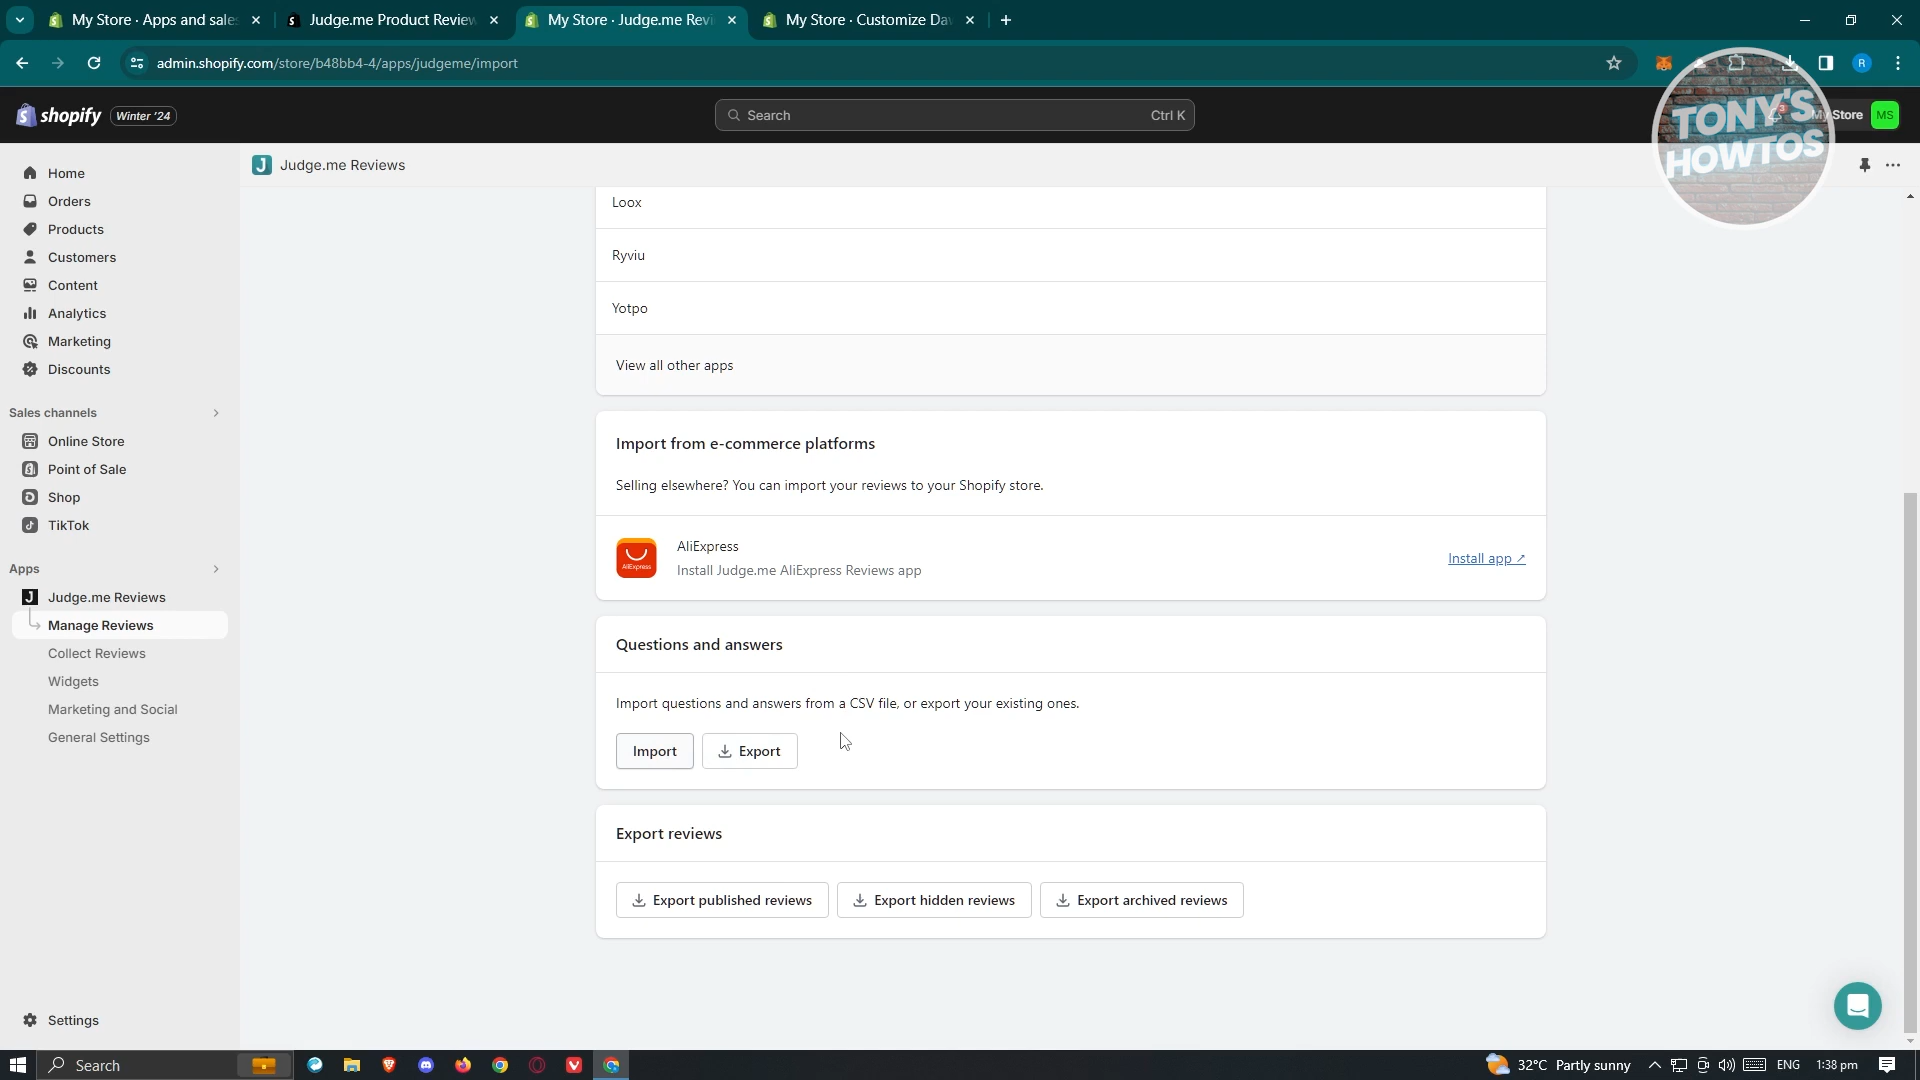 My Store · Apps and sales
Judge.me Product Review
My Store · Judge.me Revi
My Store · Customize Da
admin.shopify.com/store/b48bb4-4/apps/judgeme/import
R
shopify
Winter '24
Search
Ctrl K
3
My Store
MS
TONY'S
HOWTOS
J
Judge.me Reviews
Home
Orders
Products
Customers
Content
Analytics
Marketing
Discounts
Sales channels
Online Store
Point of Sale
Shop
TikTok
Apps
J
Judge.me Reviews
Manage Reviews
Collect Reviews
Widgets
Marketing and Social
General Settings
Settings
Loox
Ryviu
Yotpo
View all other apps
Import from e-commerce platforms
Selling elsewhere? You can import your reviews to your Shopify store.
AliExpress
AliExpress
Install Judge.me AliExpress Reviews app
Install app ↗
Questions and answers
Import questions and answers from a CSV file, or export your existing ones.
Import
Export
Export reviews
Export published reviews
Export hidden reviews
Export archived reviews
Search
32°C Partly sunny
ENG
1:38 pm